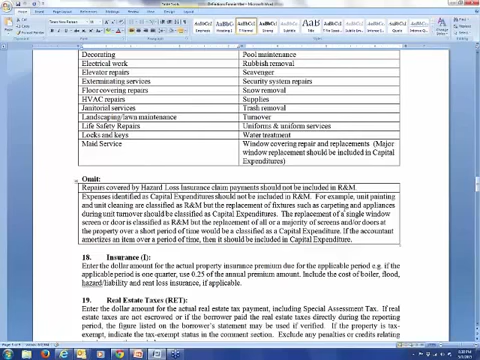 Decorating	Pool maintenance
Electrical work	Rubbish removal
Elevator repairs	Scavenger
Exterminating services	Security system repairs
Floor covering repairs	Snow removal
HVAC repairs	Supplies
Janitorial services	Trash removal
Landscaping/lawn maintenance	Turnover
Life Safety Repairs	Uniforms & uniform services
Locks and keys	Water treatment
Maid Service	Window covering repair and replacements (Major
window replacement should be included in Capital
Expenditures)
Omit:
Repairs covered by Hazard Loss Insurance claim payments should not be included in R&M.
Expenses identified as Capital Expenditures should not be included in R&M. For example, unit painting
and unit cleaning are classified as R&M but the replacement of fixtures such as carpeting and appliances
during unit turnover should be classified as Capital Expenditures. The replacement of a single window
screen or door is classified as R&M but the replacement of all or a majority of screens and/or doors at
the property over a short period of time would be a classified as a Capital Expenditure. If the accountant
amortizes an item over a period of time, then it should be included in Capital Expenditure.
18. Insurance (I):
Enter the dollar amount for the actual property insurance premium due for the applicable period e.g. if the
applicable period is one quarter, use 0.25 of the annual premium amount. Include the cost of boiler, flood,
hazard/liability and rent loss insurance, if applicable.
19. Real Estate Taxes (RET):
Enter the dollar amount for the actual real estate tax payment, including Special Assessment Tax. If real
estate taxes are not escrowed or if the borrower paid the real estate taxes directly during the reporting
period, the figure listed on the borrower's statement may be used if verified. If the property is tax-
exempt, indicate the tax-exempt status in the comment section. Exclude any penalties or credits relating